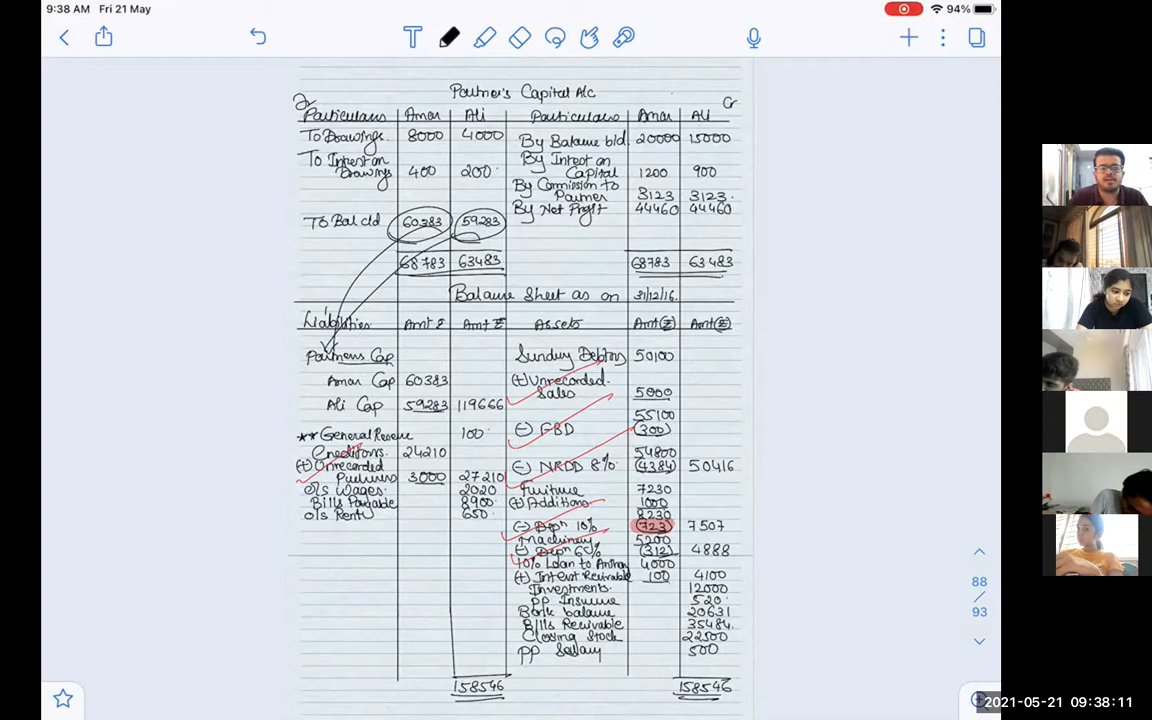 9:38 AM Fri 21 May
94%
Partner's Capital A/c
Dr
Cr
Particulars Amar Ali Particulars Amar Ali
To Drawings 8000 4000 By Balance b/d. 20000 15000
To Interest on Drawings 400 200 By Interest on Capital 1200 900
By Commission to Partner 3123 3123
By Net Profit 44460 44460
To Bal c/d 60383 59283
68783 63483 68783 63483
Balance Sheet as on 31/12/16.
Liabilities Amt ₹ Amt ₹ Assets Amt(₹) Amt(₹)
Partners Cap Sundry Debtors 50100
Amar Cap 60383 (+) Unrecorded Sales 5000
Ali Cap 59283 119666 55100
(-) FBD (300)
** General Reserve 100 54800
Creditors 24210 (-) NRDD 8% (4384) 50416
(+) Unrecorded Purchases 3000 27210 Furniture 7230
o/s Wages 2020 (+) Additions 1000
Bills Payable 8900 8230
o/s Rent 650 (-) Depn 10% (723) 7507
Machinery 5200
(-) Depn 6% (312) 4888
10% Loan to Anthony 4000
(+) Interest Receivable 100 4100
Investments 12000
PP Insurance 520
Bank balance 20631
Bills Receivable 35484
Closing Stock 22500
PP Salary 500
158546 158546
88
93
2021-05-21 09:38:11